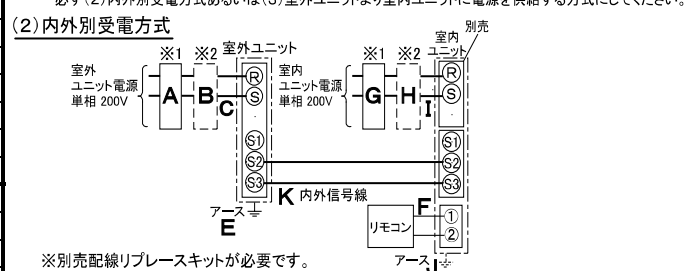 必ず(2)内外別受電方式あるいは(3)室外ユニットより室内ユニットに電源を供給する方式にしてください。
(2)内外別受電方式
※1 ※2 室外ユニット
室外
ユニット電源
単相 200V
A B C
R
S
S1
S2
S3
アース
E
※1 ※2 室内
ユニット
別売
室内
ユニット電源
単相 200V
G H I
R
S
S1
S2
S3
K 内外信号線
リモコン
F
①
②
アース J
※別売配線リプレースキットが必要です。